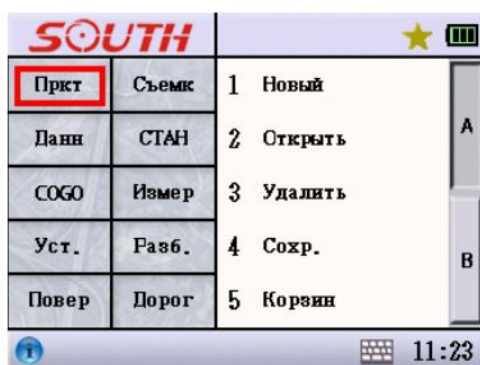 SOUTH
Пркт Съемк 1 Новый
Данн СТАН 2 Открыть
COGO Измер 3 Удалить
Уст. Разб. 4 Сохр.
Повер Дорог 5 Корзин
A
B
11:23